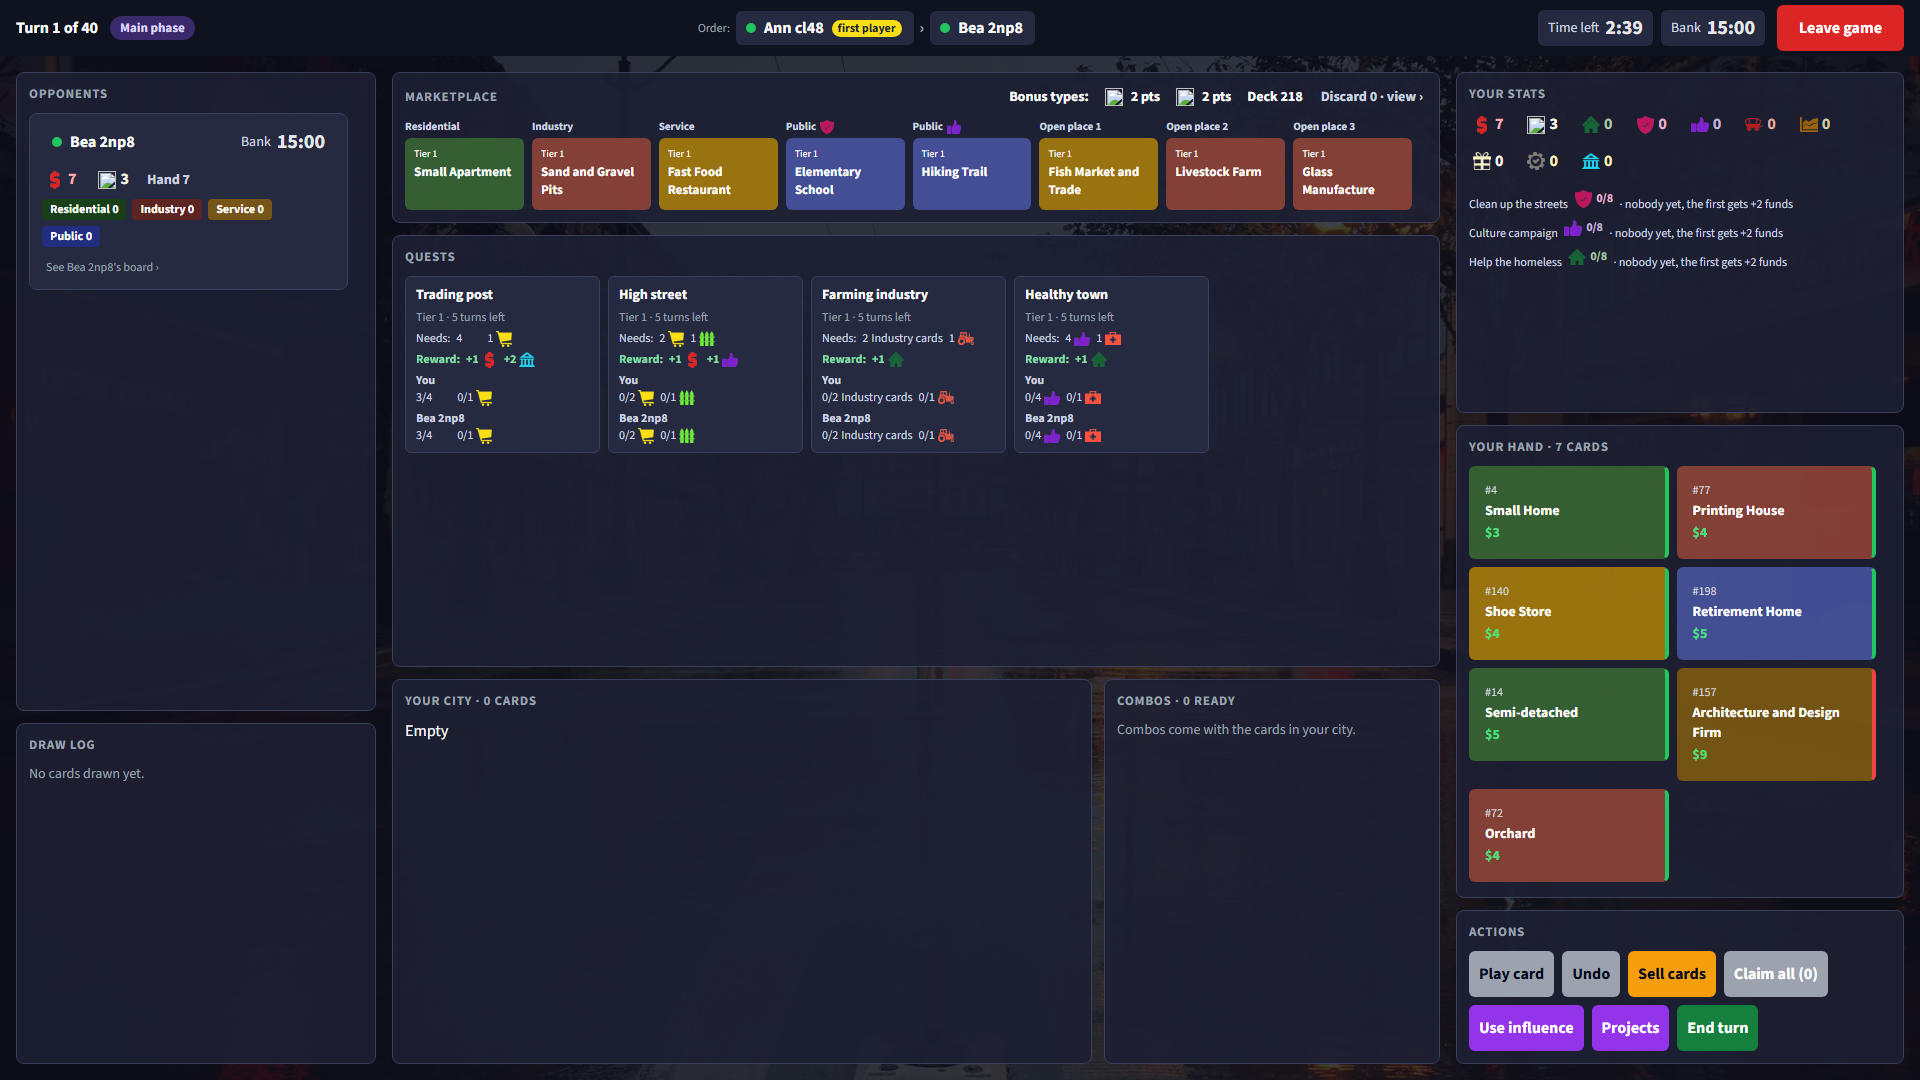 Turn 1 of 40
Main phase
Order:
Ann cl48
first player
›
Bea 2np8
Time left 2:39
Bank 15:00
Leave game
OPPONENTS
Bea 2np8
Bank 15:00
7
3
Hand 7
Residential 0
Industry 0
Service 0
Public 0
See Bea 2np8's board ›
DRAW LOG
No cards drawn yet.
MARKETPLACE
Bonus types:
2 pts
2 pts
Deck 218
Discard 0 · view ›
Residential
Tier 1
Small Apartment
Industry
Tier 1
Sand and Gravel
Pits
Service
Tier 1
Fast Food
Restaurant
Public
Tier 1
Elementary
School
Public
Tier 1
Hiking Trail
Open place 1
Tier 1
Fish Market and
Trade
Open place 2
Tier 1
Livestock Farm
Open place 3
Tier 1
Glass
Manufacture
QUESTS
Trading post
Tier 1 · 5 turns left
Needs: 4 1
Reward: +1 +2
You
3/4 0/1
Bea 2np8
3/4 0/1
High street
Tier 1 · 5 turns left
Needs: 2 1
Reward: +1 +1
You
0/2 0/1
Bea 2np8
0/2 0/1
Farming industry
Tier 1 · 5 turns left
Needs: 2 Industry cards 1
Reward: +1
You
0/2 Industry cards 0/1
Bea 2np8
0/2 Industry cards 0/1
Healthy town
Tier 1 · 5 turns left
Needs: 4 1
Reward: +1
You
0/4 0/1
Bea 2np8
0/4 0/1
YOUR CITY · 0 CARDS
Empty
COMBOS · 0 READY
Combos come with the cards in your city.
YOUR STATS
7 3 0 0 0 0 0
0 0 0
Clean up the streets 0/8 · nobody yet, the first gets +2 funds
Culture campaign 0/8 · nobody yet, the first gets +2 funds
Help the homeless 0/8 · nobody yet, the first gets +2 funds
YOUR HAND · 7 CARDS
#4
Small Home
$3
#77
Printing House
$4
#140
Shoe Store
$4
#198
Retirement Home
$5
#14
Semi-detached
$5
#157
Architecture and Design
Firm
$9
#72
Orchard
$4
ACTIONS
Play card
Undo
Sell cards
Claim all (0)
Use influence
Projects
End turn